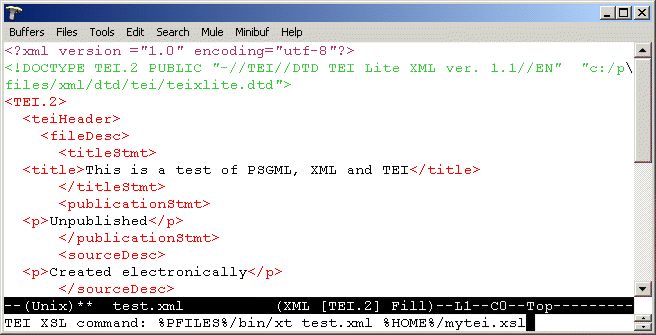 Buffers Files Tools Edit Search Mule Minibuf Help
<?xml version ="1.0" encoding="utf-8"?>
<!DOCTYPE TEI.2 PUBLIC "-//TEI//DTD TEI Lite XML ver. 1.1//EN"  "c:/p\
files/xml/dtd/tei/teixlite.dtd">
<TEI.2>
  <teiHeader>
    <fileDesc>
      <titleStmt>
  <title>This is a test of PSGML, XML and TEI</title>
      </titleStmt>
      <publicationStmt>
  <p>Unpublished</p>
      </publicationStmt>
      <sourceDesc>
  <p>Created electronically</p>
      </sourceDesc>
--(Unix)**  test.xml          (XML [TEI.2] Fill)--L1--C0--Top----------
TEI XSL command: %PFILES%/bin/xt test.xml %HOME%/mytei.xsl